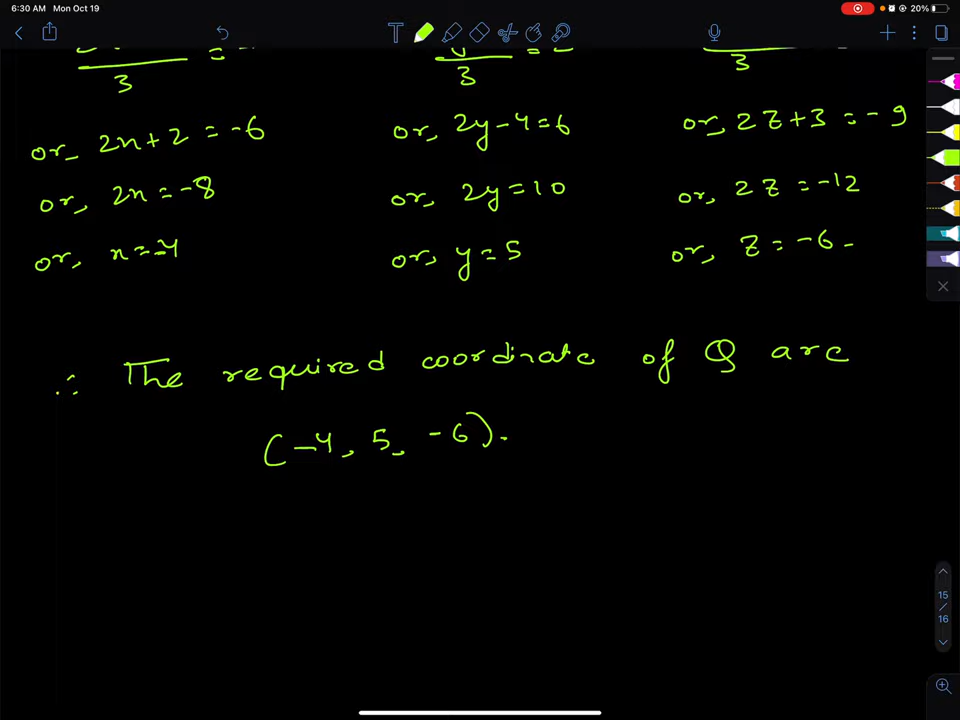 6:30 AM Mon Oct 19 20%
3 3 3
or, 2x+2 = -6 or, 2y-4=6 or, 2z+3 = -9
or, 2x = -8 or, 2y=10 or, 2z = -12
or, x = -4 or, y = 5 or, z = -6
∴ The required coordinate of Q are
(-4, 5, -6).
15
/
16